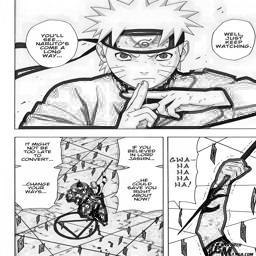 WELL,
JUST
KEEP
WATCHING.
YOU'LL
SEE...
NARUTO'S
COME A
LONG
WAY...
GWA-
HA
HA
HA
HA!
IF YOU
BELIEVED
IN LORD
JASHIN...
...HE
COULD SAVE
YOU RIGHT
ABOUT NOW!
IT MIGHT
NOT BE
TOO LATE
TO
CONVERT...
...CHANGE
YOUR
WAYS...